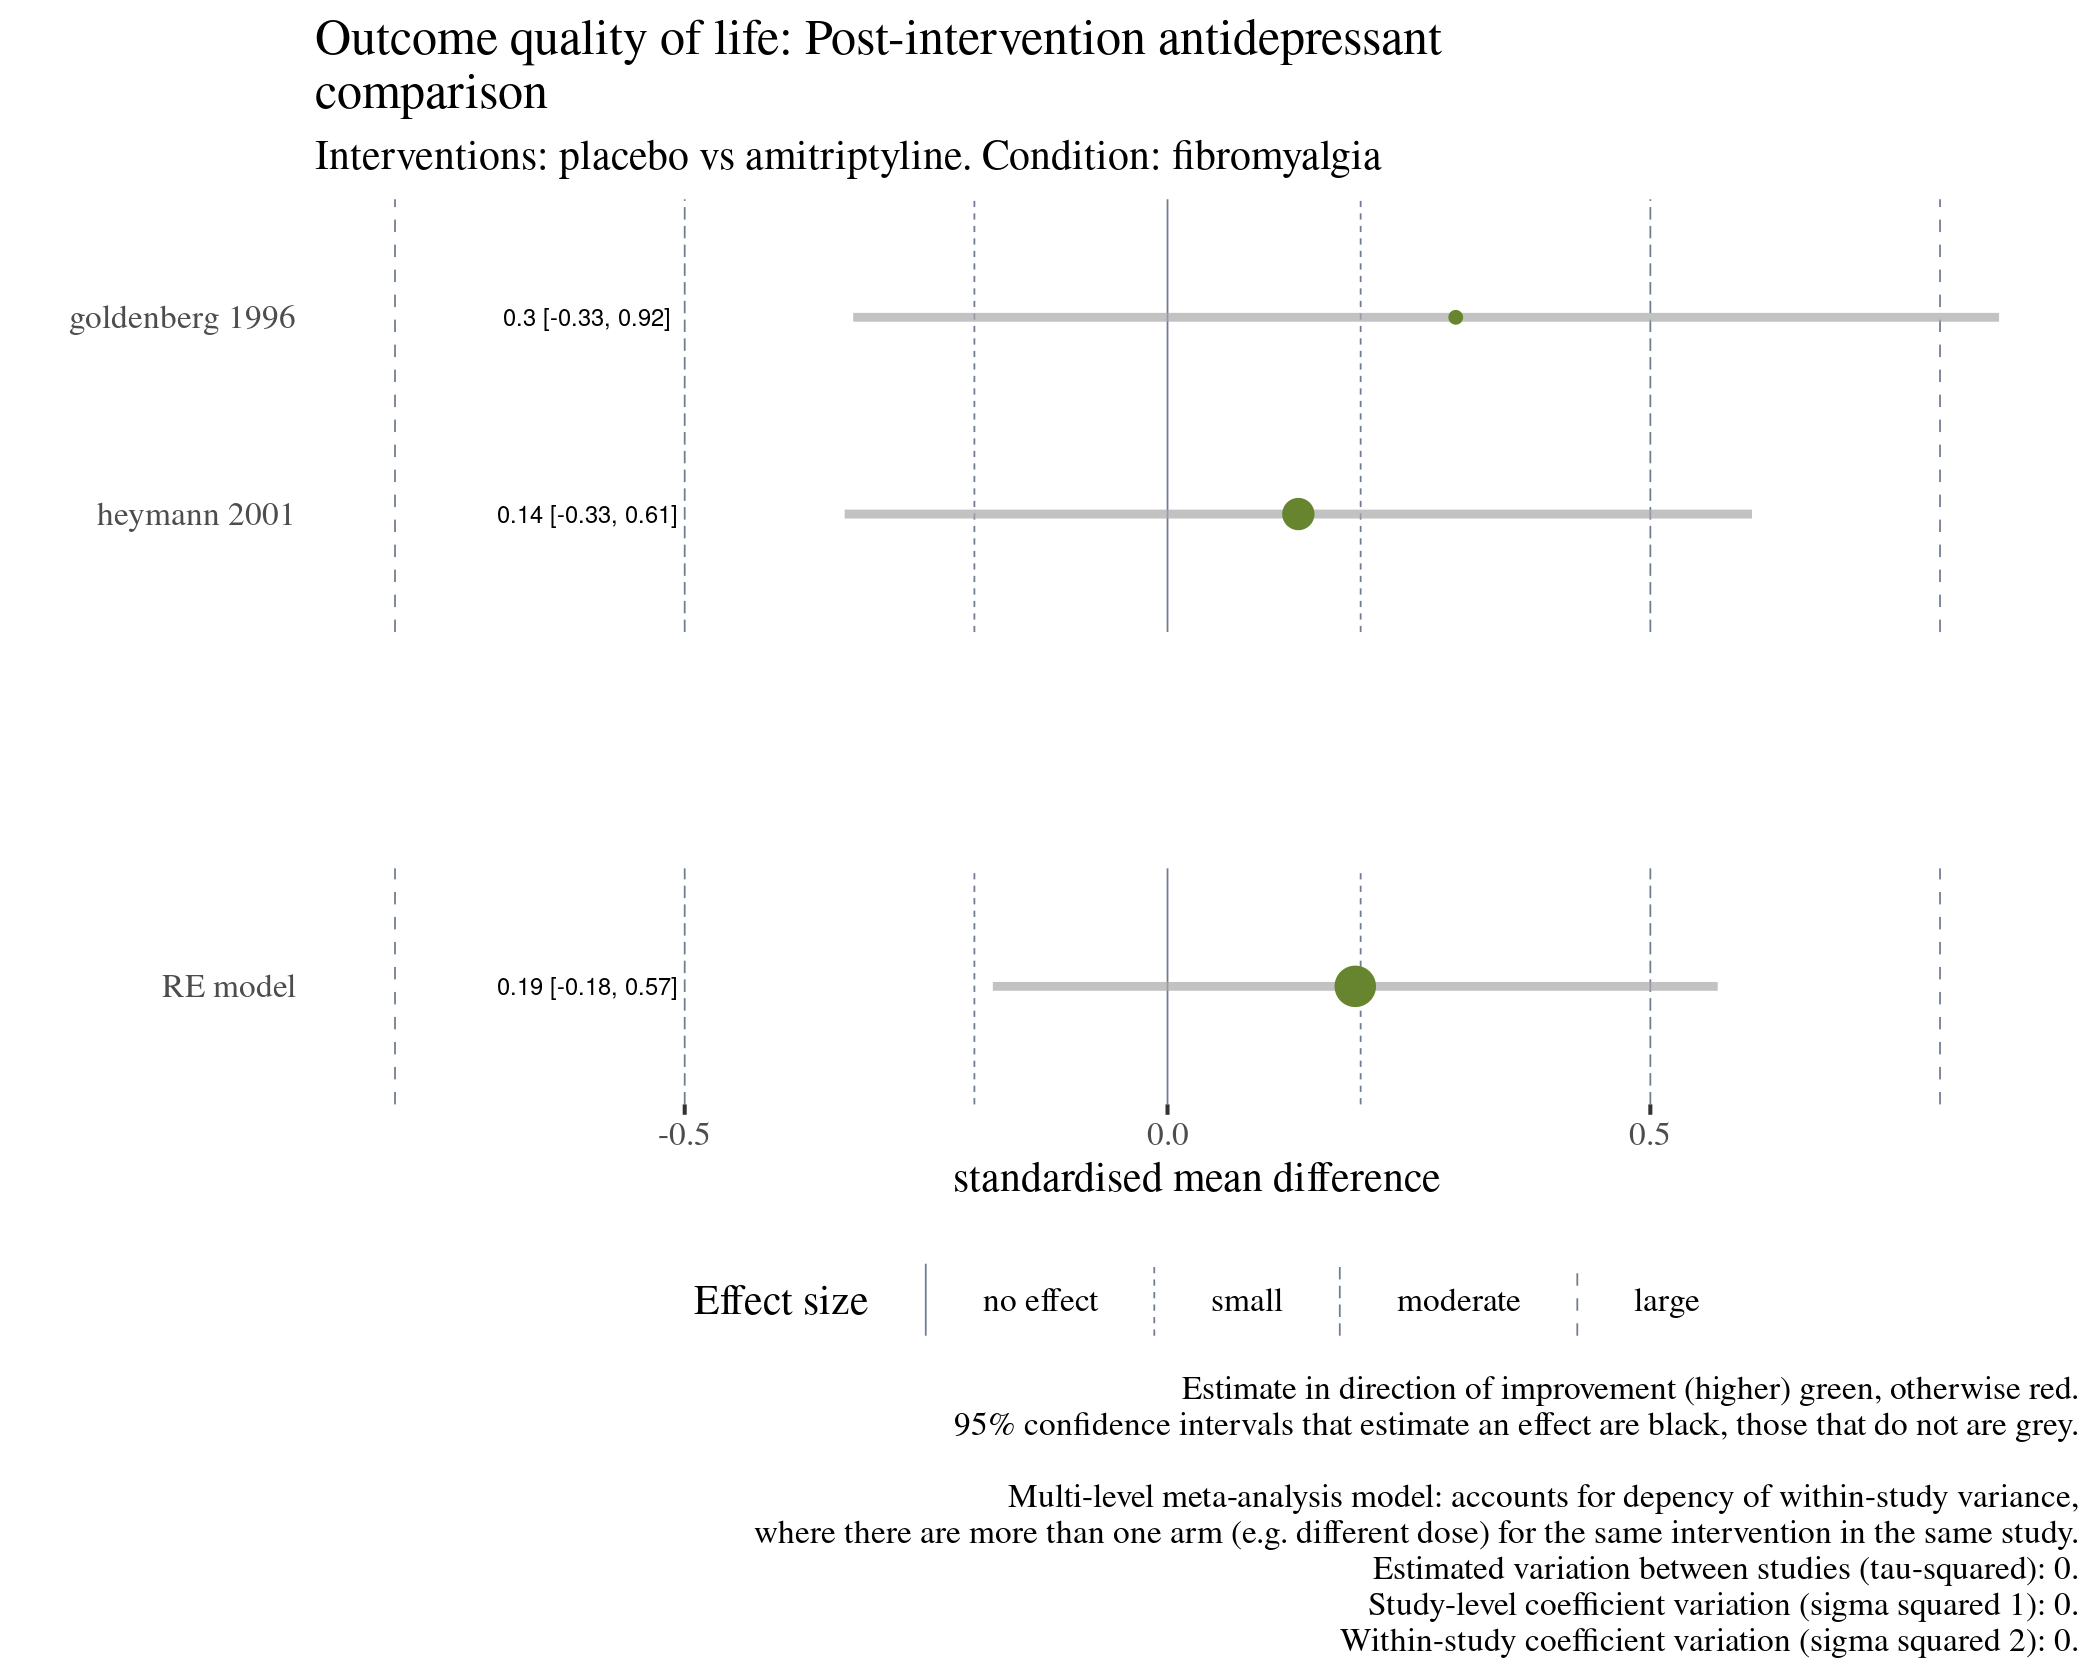 Outcome quality of life: Post-intervention antidepressant
comparison
Interventions: placebo vs amitriptyline. Condition: fibromyalgia
goldenberg 1996
0.3 [-0.33, 0.92]
heymann 2001
0.14 [-0.33, 0.61]
RE model
0.19 [-0.18, 0.57]
-0.5
0.0
0.5
standardised mean difference
Effect size
no effect
small
moderate
large
Estimate in direction of improvement (higher) green, otherwise red.
95% confidence intervals that estimate an effect are black, those that do not are grey.
Multi-level meta-analysis model: accounts for depency of within-study variance,
where there are more than one arm (e.g. different dose) for the same intervention in the same study.
Estimated variation between studies (tau-squared): 0.
Study-level coefficient variation (sigma squared 1): 0.
Within-study coefficient variation (sigma squared 2): 0.